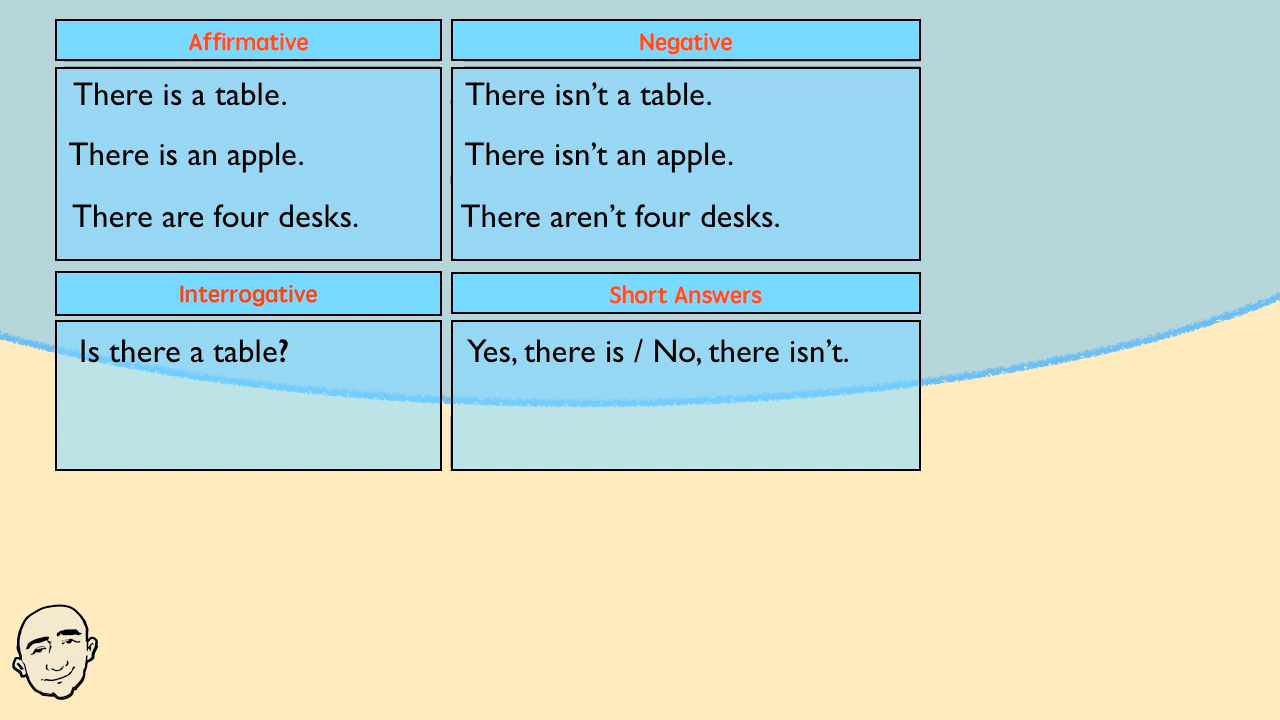 Affirmative
There is a table.
There is an apple.
There are four desks.
Negative
There isn’t a table.
There isn’t an apple.
There aren’t four desks.
Interrogative
Is there a table?
Short Answers
Yes, there is / No, there isn’t.